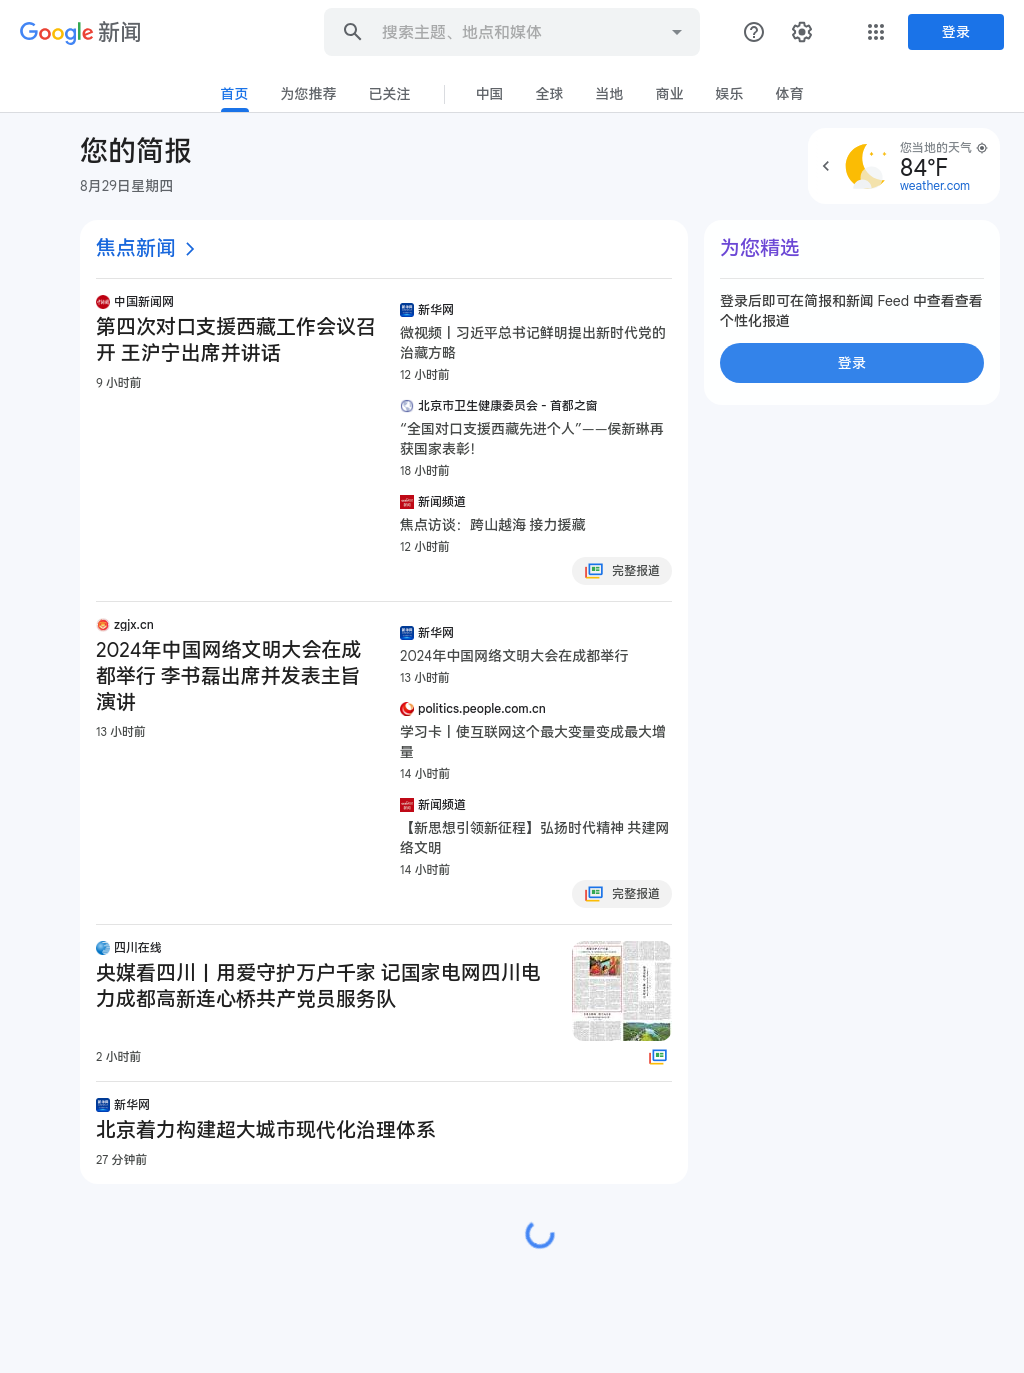 Google 新闻
搜索主题、地点和媒体
登录
首页
为您推荐
已关注
中国
全球
当地
商业
娱乐
体育
您的简报
8月29日星期四
您当地的天气
84°F
weather.com
焦点新闻
中国新闻网
第四次对口支援西藏工作会议召
开 王沪宁出席并讲话
9 小时前
新华网
微视频丨习近平总书记鲜明提出新时代党的
治藏方略
12 小时前
北京市卫生健康委员会 - 首都之窗
“全国对口支援西藏先进个人”——侯新琳再
获国家表彰！
18 小时前
新闻频道
焦点访谈：跨山越海 接力援藏
12 小时前
完整报道
zgjx.cn
2024年中国网络文明大会在成
都举行 李书磊出席并发表主旨
演讲
13 小时前
新华网
2024年中国网络文明大会在成都举行
13 小时前
politics.people.com.cn
学习卡丨使互联网这个最大变量变成最大增
量
14 小时前
新闻频道
【新思想引领新征程】弘扬时代精神 共建网
络文明
14 小时前
完整报道
四川在线
央媒看四川丨用爱守护万户千家 记国家电网四川电
力成都高新连心桥共产党员服务队
2 小时前
新华网
北京着力构建超大城市现代化治理体系
27 分钟前
为您精选
登录后即可在简报和新闻 Feed 中查看查看
个性化报道
登录